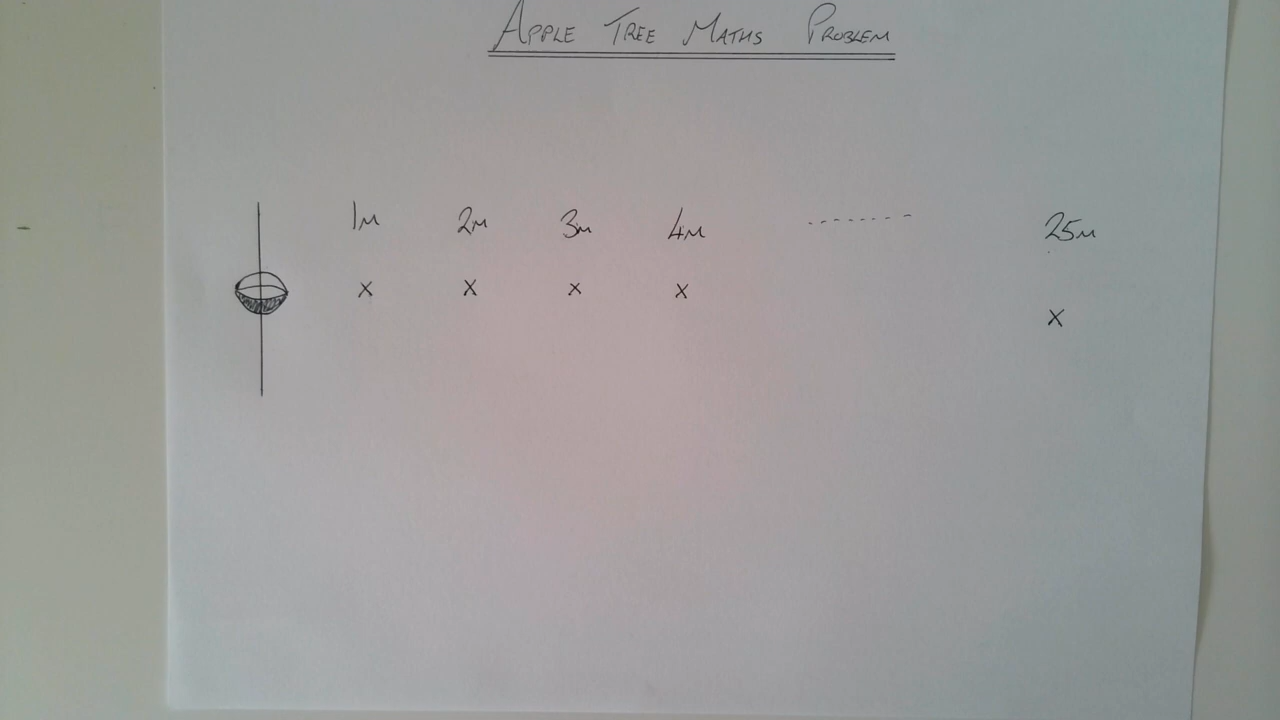 Apple Tree Maths Problem
1m 2m 3m 4m ------- 25m
x x x x x